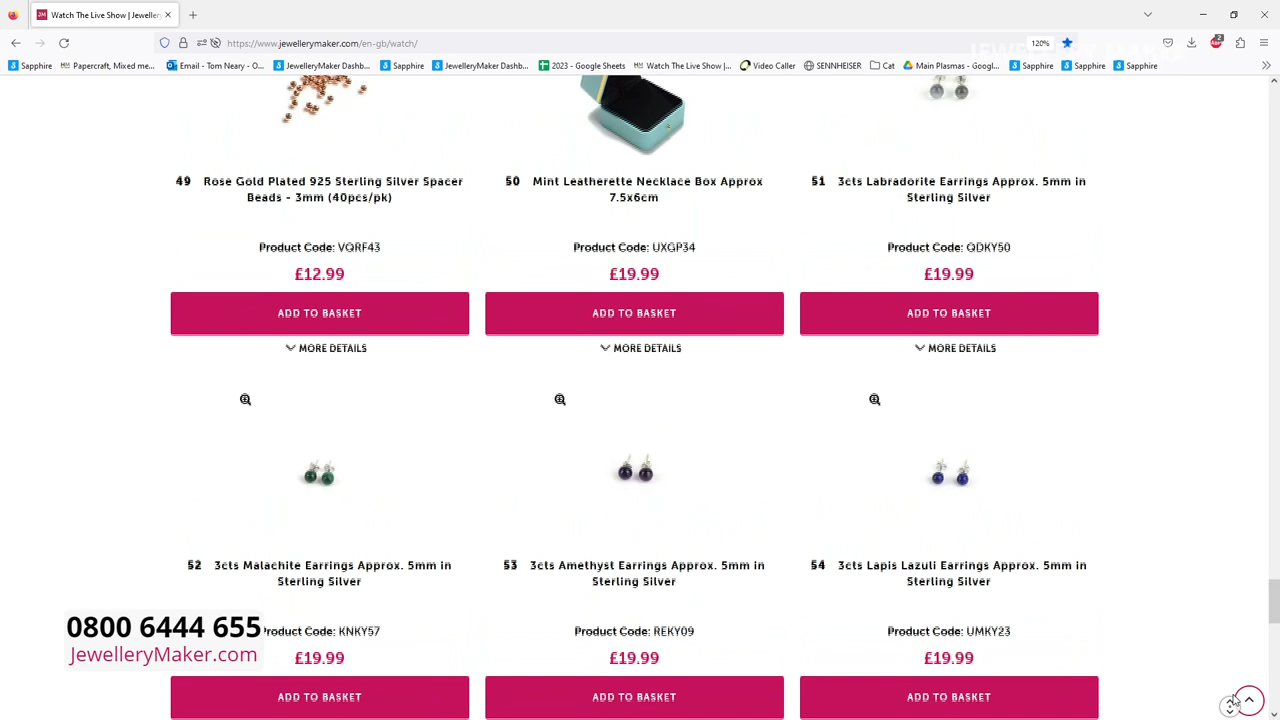 Watch The Live Show | Jeweller
https://www.jewellerymaker.com/en-gb/watch/
120%
2
Sapphire
Papercraft, Mixed me...
Email - Tom Neary - O...
JewelleryMaker Dashb...
Sapphire
JewelleryMaker Dashb...
2023 - Google Sheets
Watch The Live Show |...
Video Caller
SENNHEISER
Cat
Main Plasmas - Googl...
Sapphire
Sapphire
Sapphire
49 Rose Gold Plated 925 Sterling Silver Spacer
Beads - 3mm (40pcs/pk)
Product Code: VQRF43
£12.99
ADD TO BASKET
MORE DETAILS
50 Mint Leatherette Necklace Box Approx
7.5x6cm
Product Code: UXGP34
£19.99
ADD TO BASKET
MORE DETAILS
51 3cts Labradorite Earrings Approx. 5mm in
Sterling Silver
Product Code: QDKY50
£19.99
ADD TO BASKET
MORE DETAILS
52 3cts Malachite Earrings Approx. 5mm in
Sterling Silver
Product Code: KNKY57
£19.99
ADD TO BASKET
53 3cts Amethyst Earrings Approx. 5mm in
Sterling Silver
Product Code: REKY09
£19.99
ADD TO BASKET
54 3cts Lapis Lazuli Earrings Approx. 5mm in
Sterling Silver
Product Code: UMKY23
£19.99
ADD TO BASKET
0800 6444 655
JewelleryMaker.com